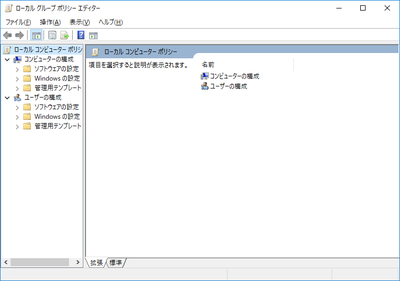 ローカル グループ ポリシー エディター
ファイル(F) 操作(A) 表示(V) ヘルプ(H)
ローカル コンピューター ポリシ
コンピューターの構成
ソフトウェアの設定
Windows の設定
管理用テンプレート
ユーザーの構成
ソフトウェアの設定
Windows の設定
管理用テンプレート
ローカル コンピューター ポリシー
項目を選択すると説明が表示されます。
名前
コンピューターの構成
ユーザーの構成
拡張 標準